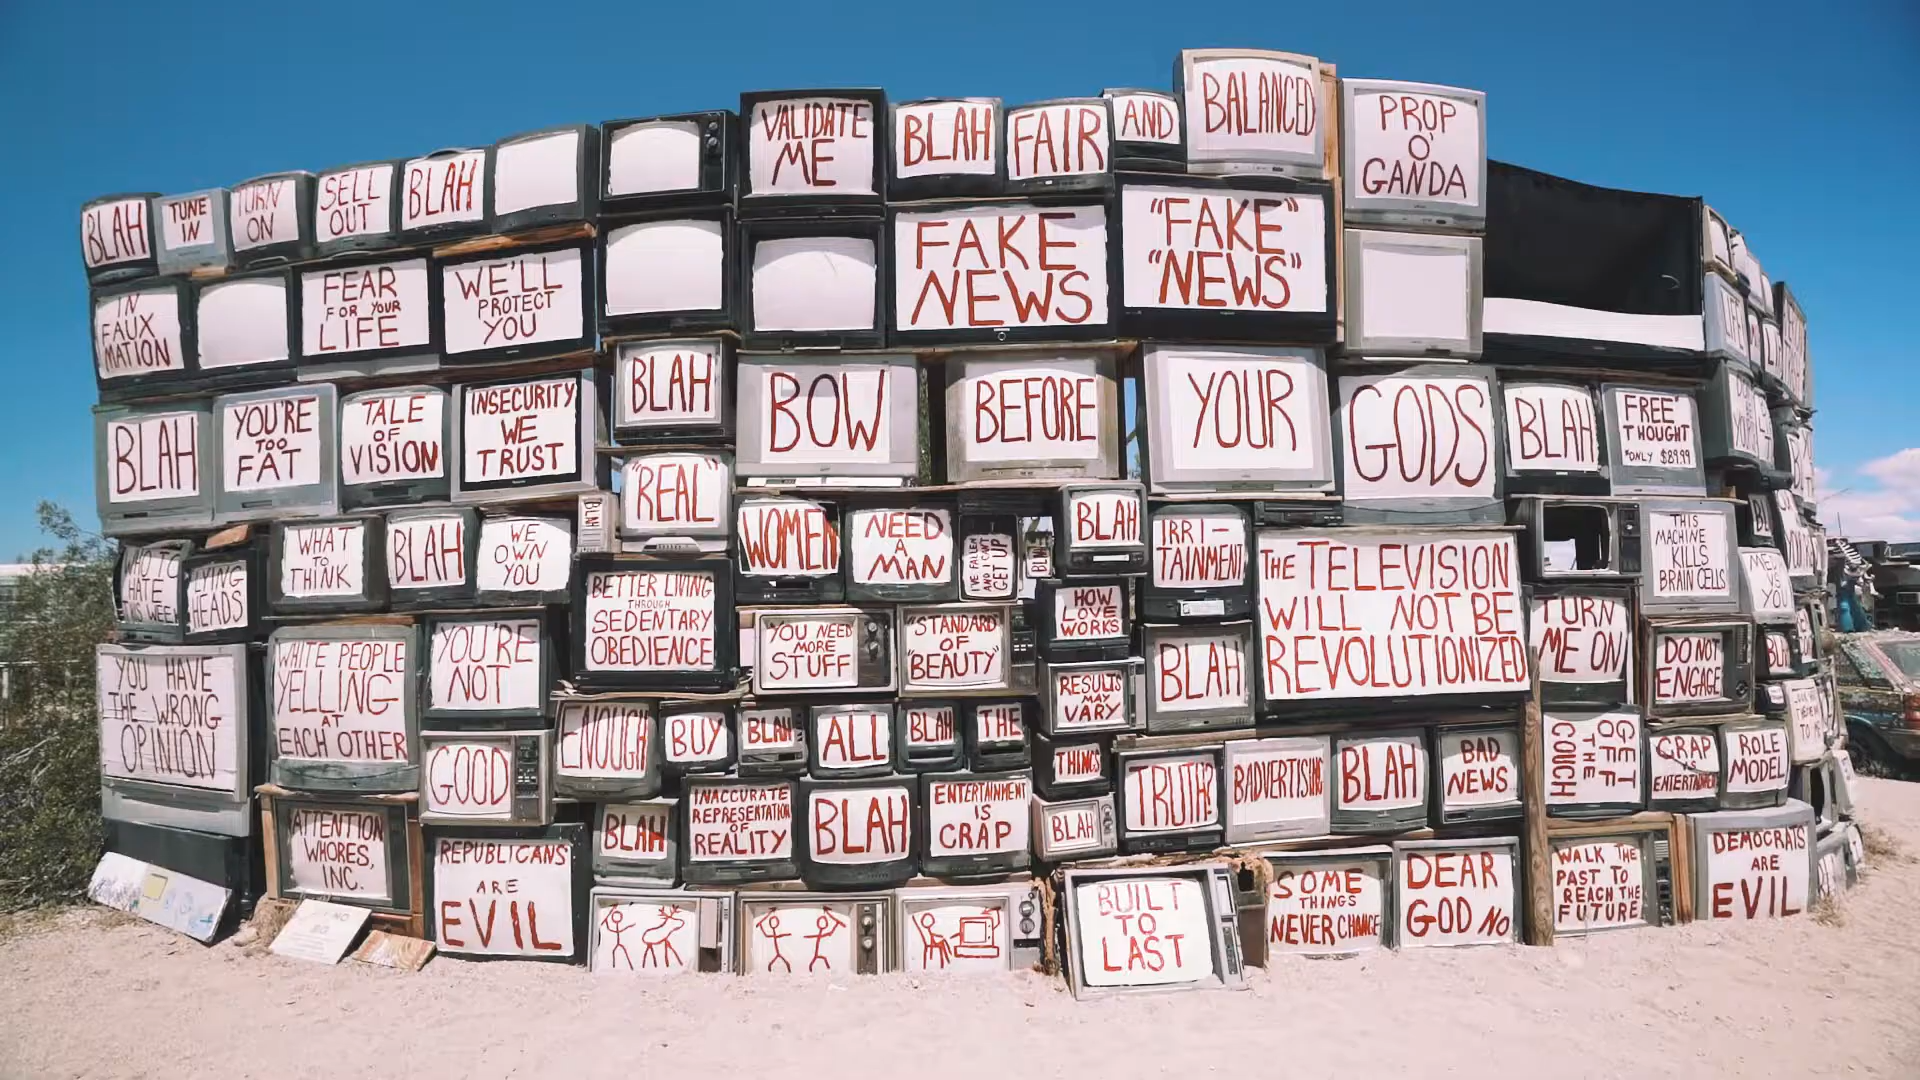 BLAH
TUNE
IN
TURN
ON
SELL
OUT
BLAH
VALIDATE
ME
BLAH
FAIR
AND
BALANCED
PROP
O'
GANDA
IN
FAUX
MATION
FEAR
FOR YOUR
LIFE
WE'LL
PROTECT
YOU
FAKE
NEWS
"FAKE"
"NEWS"
BLAH
YOU'RE
TOO
FAT
TALE
OF
VISION
INSECURITY
WE
TRUST
BLAH
BOW
BEFORE
YOUR
GODS
BLAH
FREE*
THOUGHT
*ONLY $89.99
"REAL"
WHO TO
HATE
THIS WEEK
LYING
HEADS
WHAT
TO
THINK
BLAH
WE
OWN
YOU
BLAH
WOMEN
NEED
A
MAN
I'VE FALLEN
AND I CAN'T
GET UP
BLAH
BLAH
IRRI-
TAINMENT
THE TELEVISION
WILL NOT BE
REVOLUTIONIZED
THIS
MACHINE
KILLS
BRAIN CELLS
BETTER LIVING
THROUGH
SEDENTARY
OBEDIENCE
HOW
LOVE
WORKS
TURN
ME ON
YOU HAVE
THE WRONG
OPINION
WHITE PEOPLE
YELLING
AT
EACH OTHER
YOU'RE
NOT
YOU NEED
MORE
STUFF
"STANDARD"
OF
"BEAUTY"
RESULTS
MAY
VARY
BLAH
DO NOT
ENGAGE
GOOD
ENOUGH
BUY
BLAH
ALL
BLAH
THE
THINGS
TRUTH?
BADVERTISING
BLAH
BAD
NEWS
GET
OFF
THE
COUCH
CRAP
ENTERTAINMENT
ROLE
MODEL
ATTENTION
WHORES,
INC.
REPUBLICANS
ARE
EVIL
BLAH
INACCURATE
REPRESENTATION
OF
REALITY
BLAH
ENTERTAINMENT
IS
CRAP
BLAH
BUILT
TO
LAST
SOME
THINGS
NEVER CHANGE
DEAR
GOD NO
WALK THE
PAST TO
REACH THE
FUTURE
DEMOCRATS
ARE
EVIL